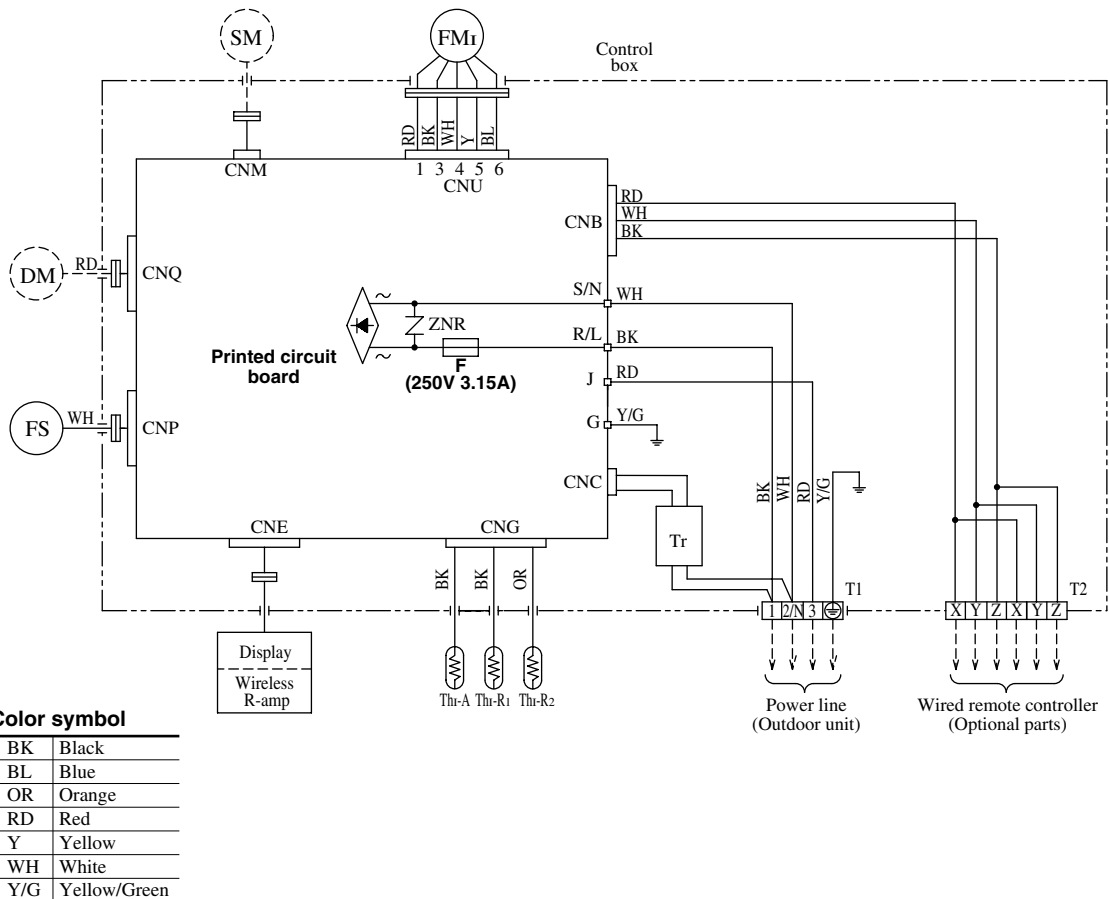 SM
FMI
Control
box
RD
BK
WH
Y
BL
CNM
1 3 4 5 6
CNU
RD
CNB
WH
BK
DM
RD
CNQ
S/N
WH
ZNR
R/L
BK
Printed circuit
board
F
(250V 3.15A)
J
RD
FS
WH
CNP
G
Y/G
CNC
BK
WH
RD
Y/G
CNE
CNG
Tr
BK
BK
OR
1 2/N 3
T1
X Y Z X Y Z
T2
Display
Wireless
R-amp
ThI-A ThI-R1 ThI-R2
Power line
(Outdoor unit)
Wired remote controller
(Optional parts)
Color symbol
BK Black
BL Blue
OR Orange
RD Red
Y Yellow
WH White
Y/G Yellow/Green